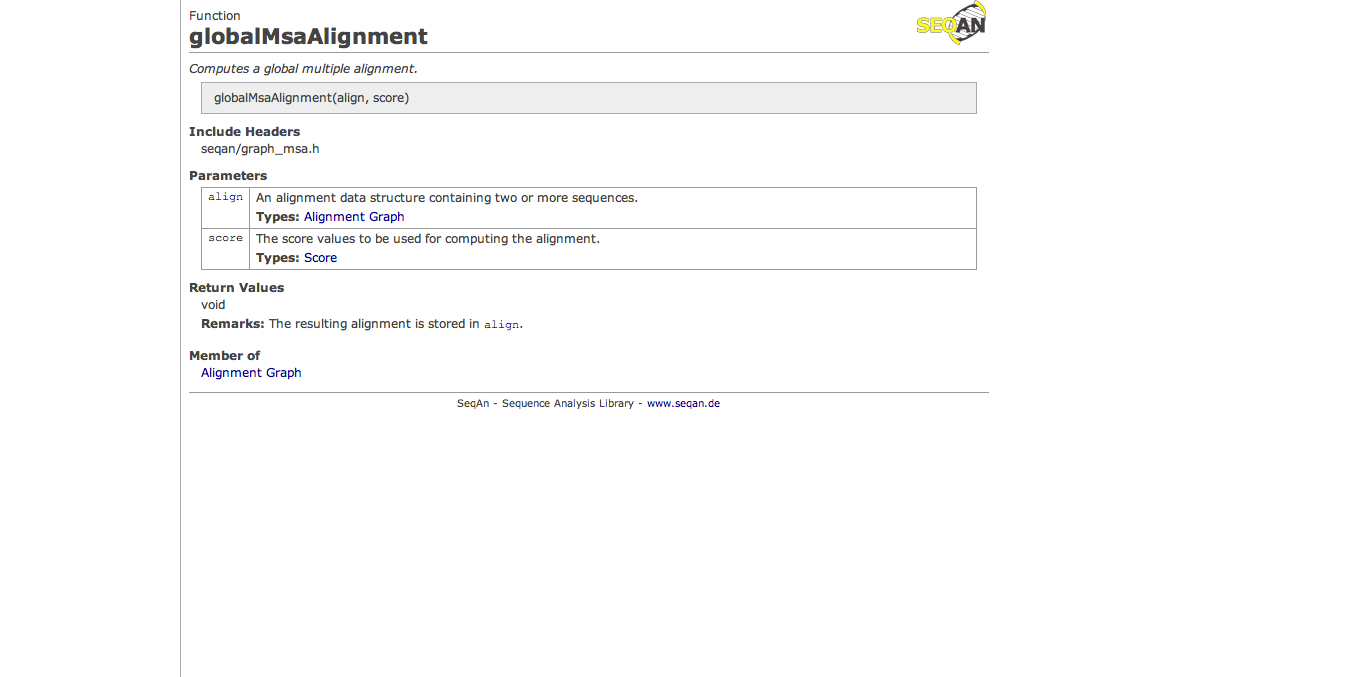 Function
SEQAN
globalMsaAlignment
Computes a global multiple alignment.
globalMsaAlignment(align, score)
Include Headers
seqan/graph_msa.h
Parameters
align An alignment data structure containing two or more sequences.
Types: Alignment Graph
score The score values to be used for computing the alignment.
Types: Score
Return Values
void
Remarks: The resulting alignment is stored in align.
Member of
Alignment Graph
SeqAn - Sequence Analysis Library - www.seqan.de